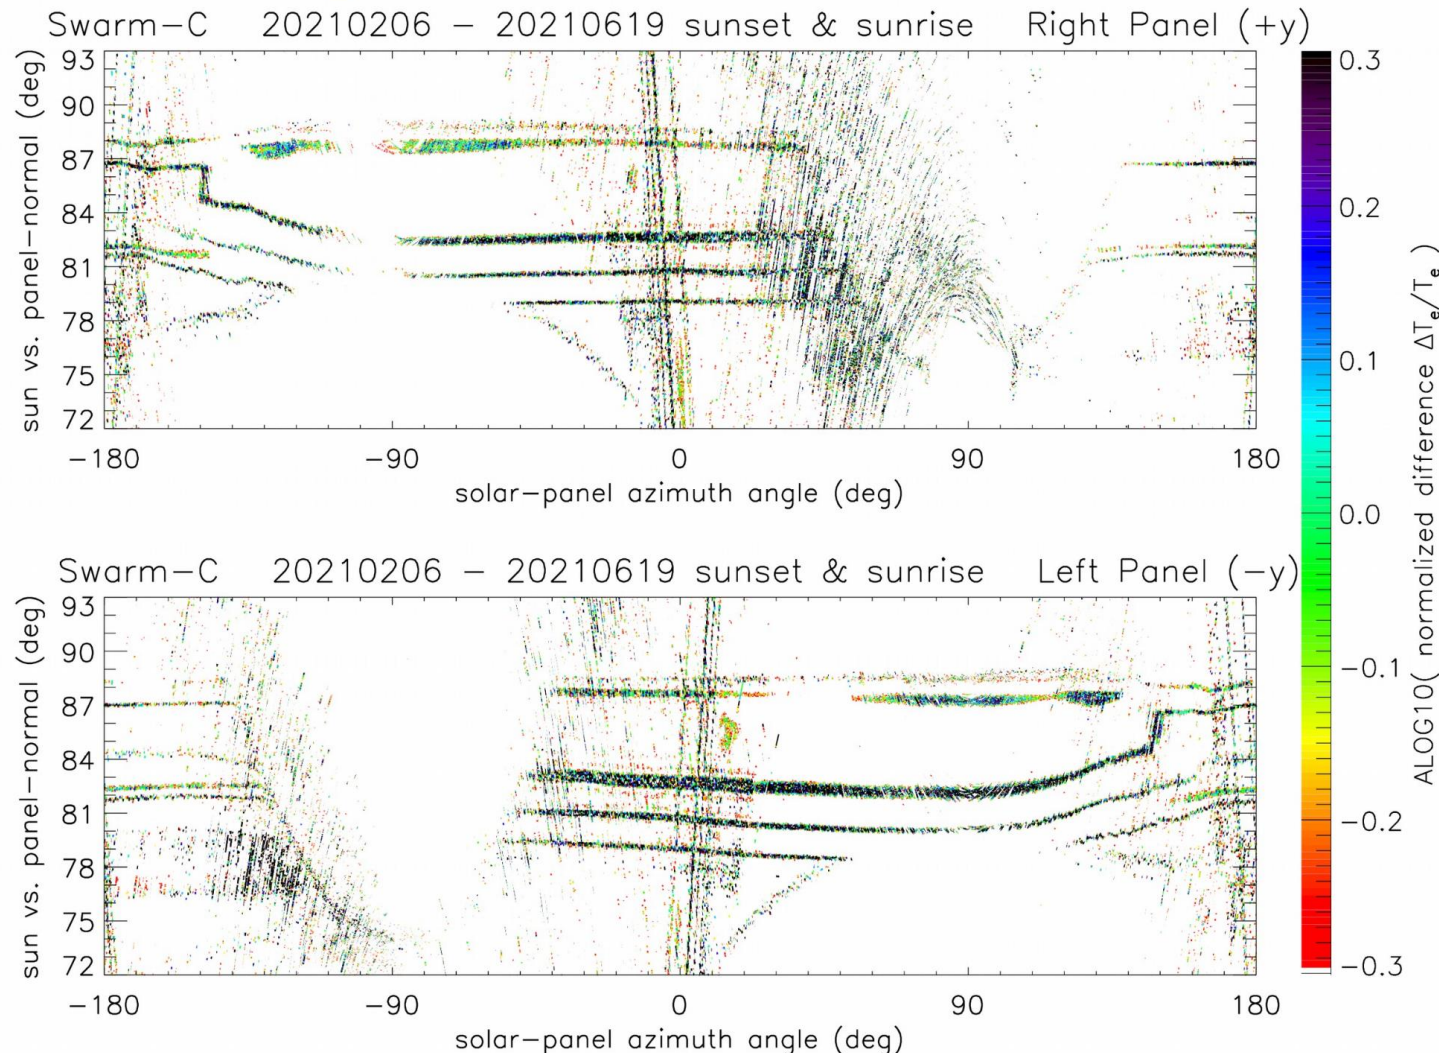 Swarm-C 20210206 - 20210619 sunset & sunrise Right Panel (+y)
sun vs. panel-normal (deg)
93
90
87
84
81
78
75
72
-180 -90 0 90 180
solar-panel azimuth angle (deg)
Swarm-C 20210206 - 20210619 sunset & sunrise Left Panel (-y)
sun vs. panel-normal (deg)
93
90
87
84
81
78
75
72
-180 -90 0 90 180
solar-panel azimuth angle (deg)
0.3
0.2
0.1
0.0
-0.1
-0.2
-0.3
ALOG10( normalized difference ΔTe/Te )